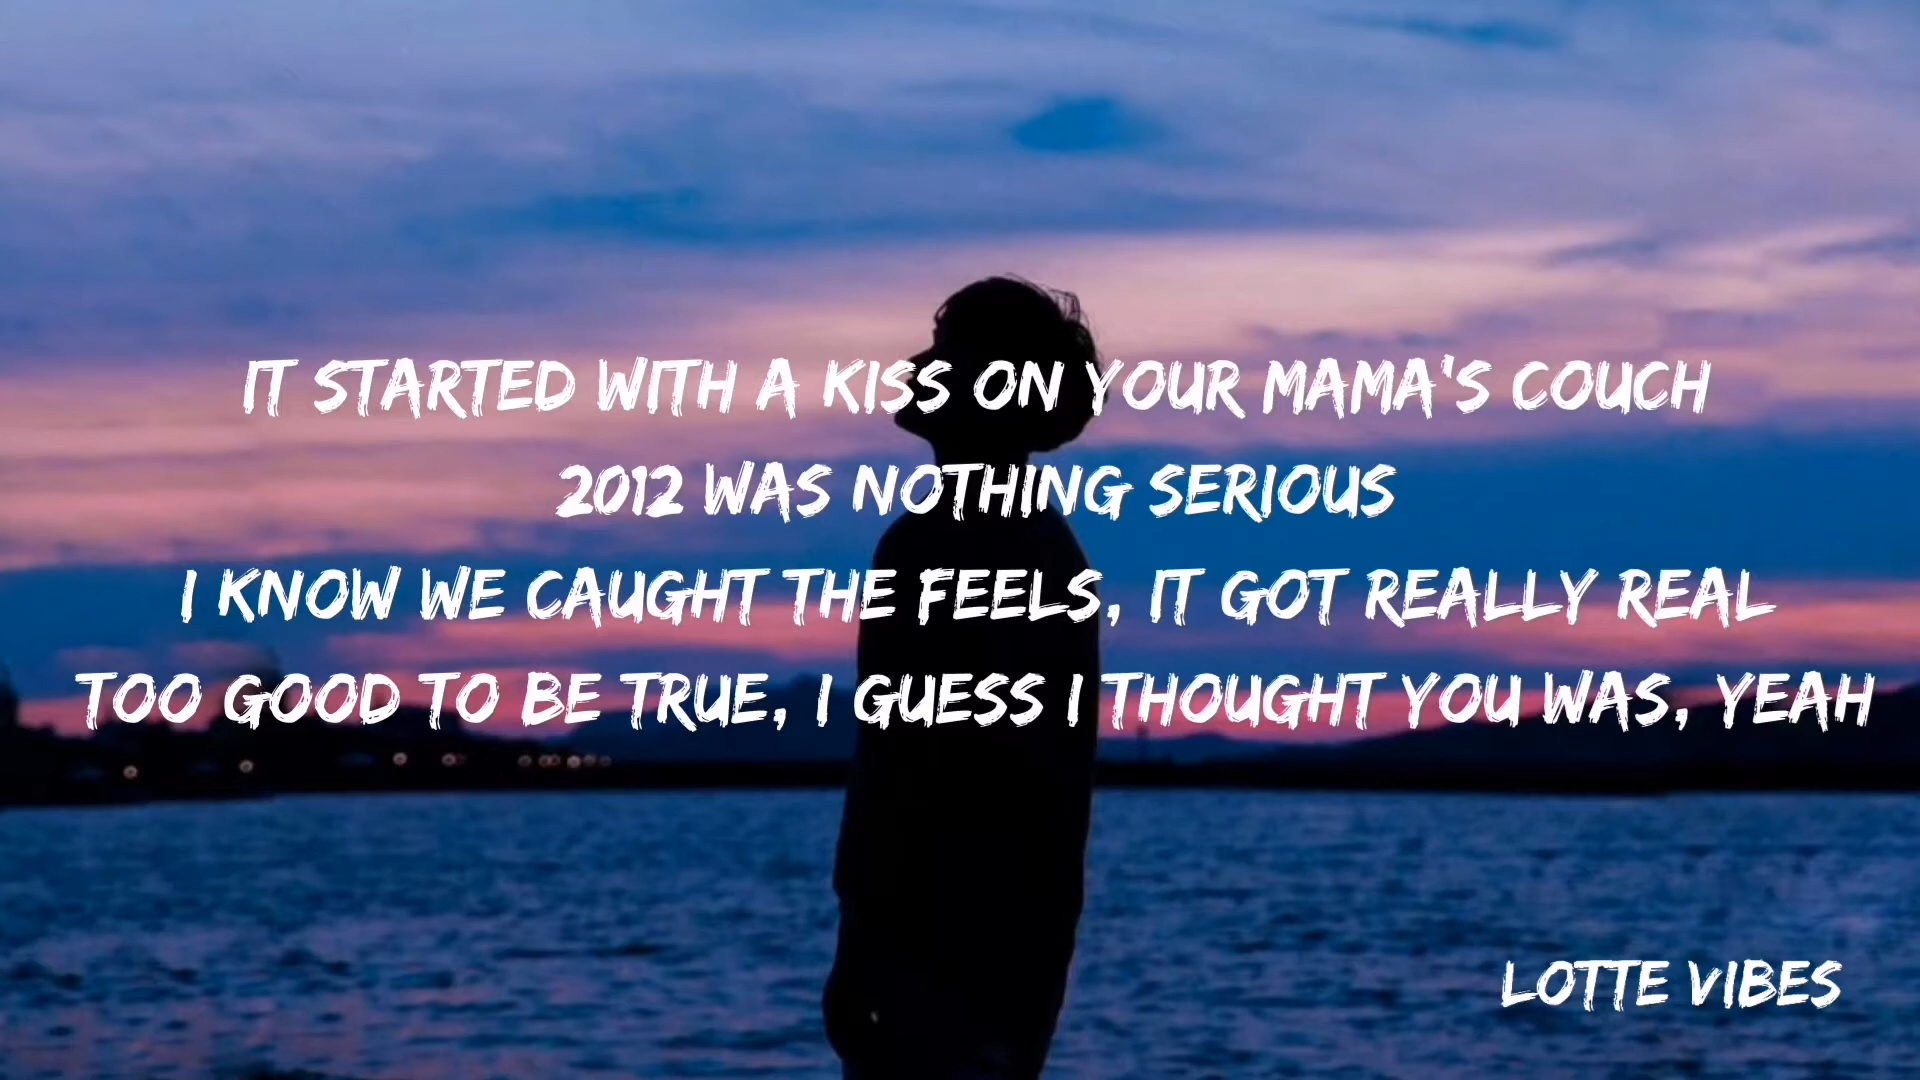 IT STARTED WITH A KISS ON YOUR MAMA'S COUCH
2012 WAS NOTHING SERIOUS
I KNOW WE CAUGHT THE FEELS, IT GOT REALLY REAL
TOO GOOD TO BE TRUE, I GUESS I THOUGHT YOU WAS, YEAH
LOTTE VIBES